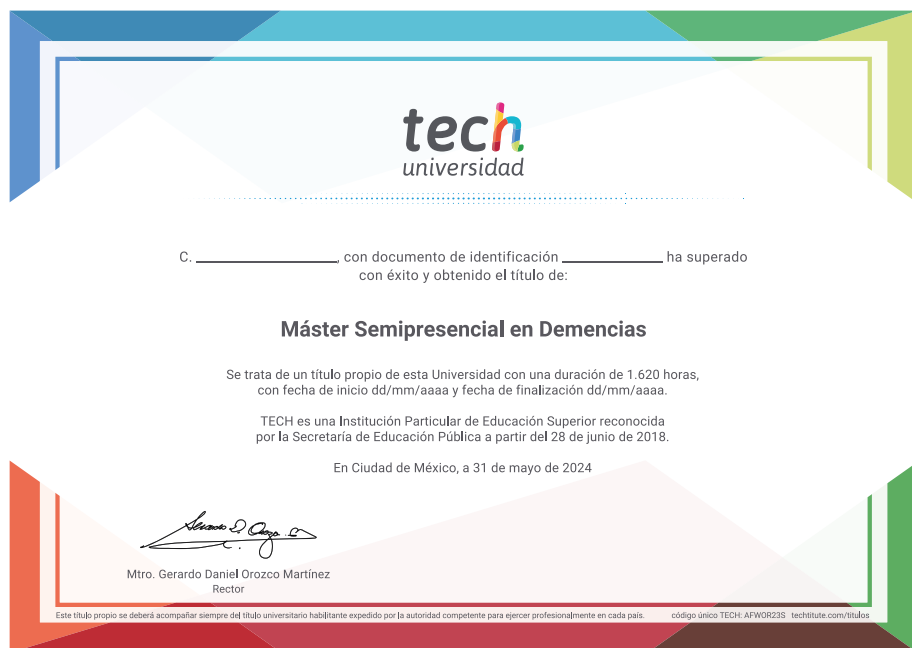 tech
universidad
C. ____________________, con documento de identificación ______________ ha superado
con éxito y obtenido el título de:
Máster Semipresencial en Demencias
Se trata de un título propio de esta Universidad con una duración de 1.620 horas,
con fecha de inicio dd/mm/aaaa y fecha de finalización dd/mm/aaaa.
TECH es una Institución Particular de Educación Superior reconocida
por la Secretaría de Educación Pública a partir del 28 de junio de 2018.
En Ciudad de México, a 31 de mayo de 2024
Mtro. Gerardo Daniel Orozco Martínez
Rector
Este título propio se deberá acompañar siempre del título universitario habilitante expedido por la autoridad competente para ejercer profesionalmente en cada país. código único TECH: AFWOR23S techtitute.com/titulos